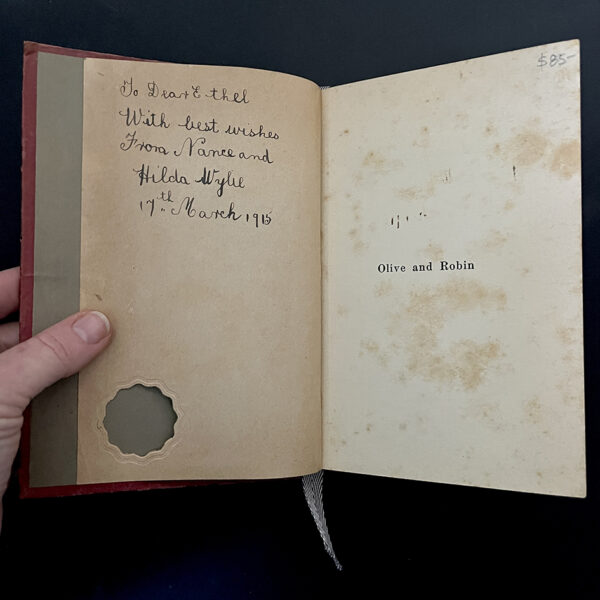 To Dear Ethel
With best wishes
From Nance and
Hilda Wylie
17th March 1915
$85-
Olive and Robin